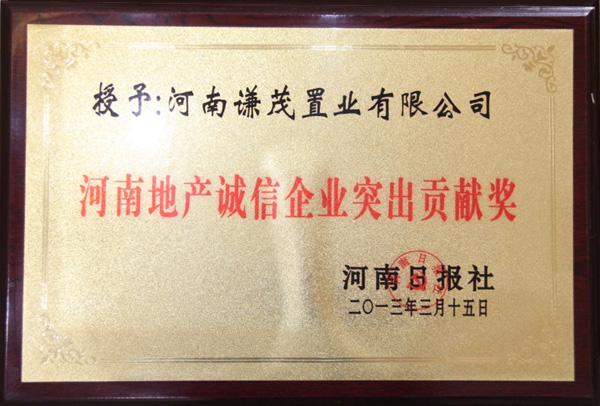 授予:河南谦茂置业有限公司
河南地产诚信企业突出贡献奖
河南日报社
二〇一三年三月十五日